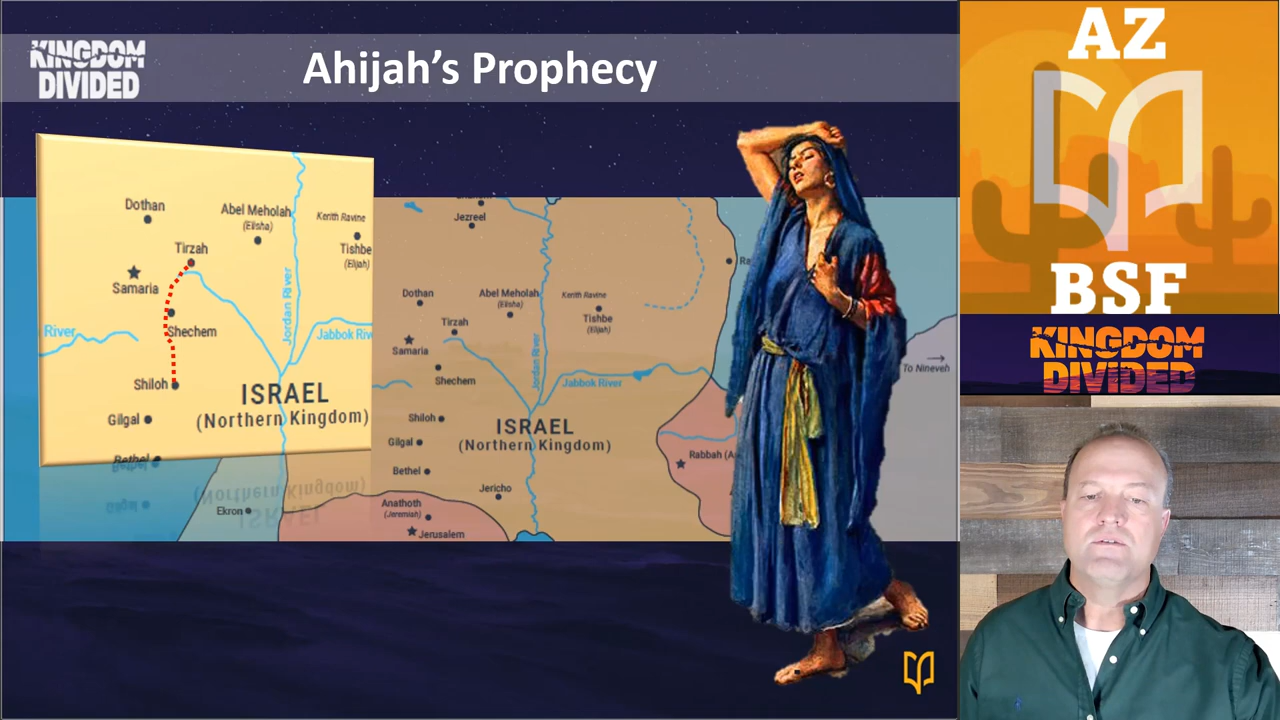 KINGDOM
DIVIDED
Ahijah's Prophecy
Dothan
Abel Meholah
(Elisha)
Kerith Ravine
Tirzah
Tishbe
(Elijah)
Samaria
Jordan River
River
Shechem
Jabbok Riv
Shiloh
ISRAEL
(Northern Kingdom)
Gilgal
Bethel
Jezreel
Dothan
Abel Meholah
(Elisha)
Kerith Ravine
Tirzah
Tishbe
(Elijah)
Samaria
Jordan River
Shechem
Jabbok River
Shiloh
ISRAEL
(Northern Kingdom)
Gilgal
Bethel
Rabbah (A
Jericho
Anathoth
(Jeremiah)
Ekron
Jerusalem
Ra
To Nineveh
AZ
BSF
KINGDOM
DIVIDED